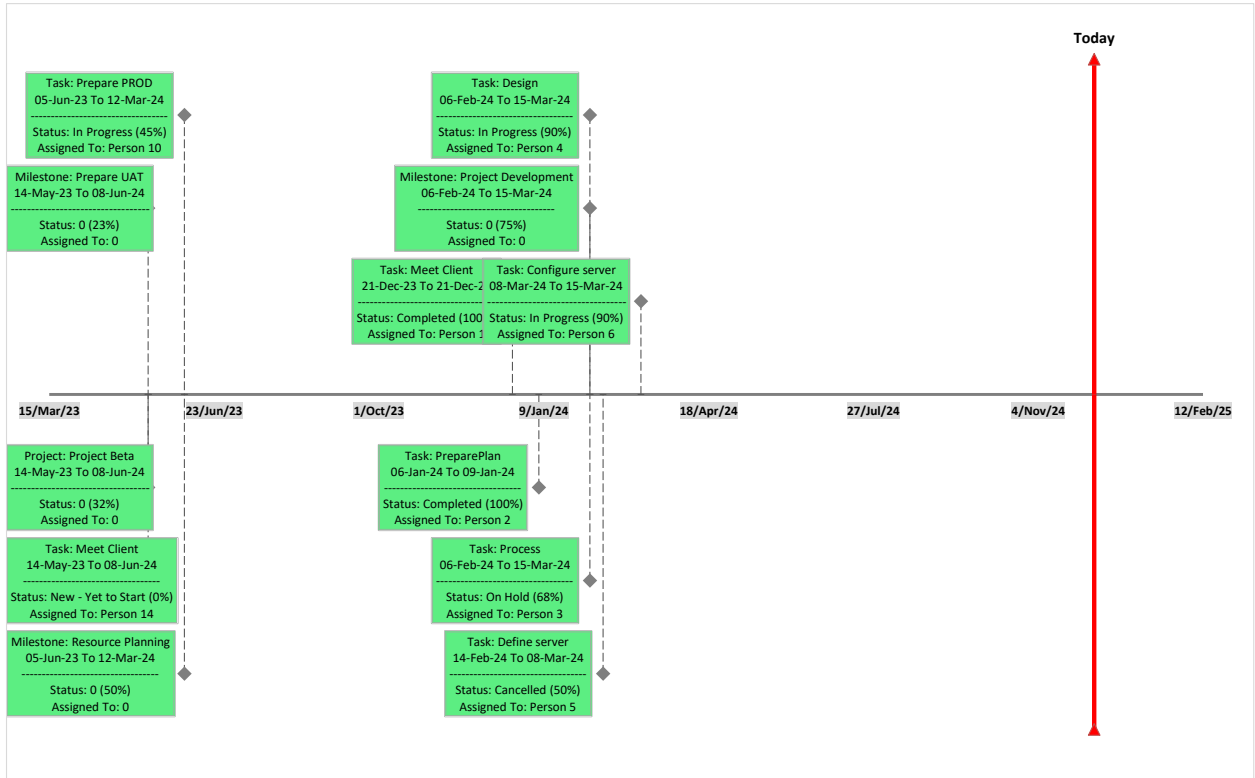 Today
Task: Prepare PROD
05-Jun-23 To 12-Mar-24
----------------------------------
Status: In Progress (45%)
Assigned To: Person 10
Milestone: Prepare UAT
14-May-23 To 08-Jun-24
----------------------------------
Status: 0 (23%)
Assigned To: 0
Task: Design
06-Feb-24 To 15-Mar-24
----------------------------------
Status: In Progress (90%)
Assigned To: Person 4
Milestone: Project Development
06-Feb-24 To 15-Mar-24
----------------------------------
Status: 0 (75%)
Assigned To: 0
Task: Meet Client
21-Dec-23 To 21-Dec-2
----------------------------------
Status: Completed (100
Assigned To: Person
Task: Configure server
08-Mar-24 To 15-Mar-24
----------------------------------
Status: In Progress (90%)
Assigned To: Person 6
15/Mar/23
23/Jun/23
1/Oct/23
9/Jan/24
18/Apr/24
27/Jul/24
4/Nov/24
12/Feb/25
Project: Project Beta
14-May-23 To 08-Jun-24
----------------------------------
Status: 0 (32%)
Assigned To: 0
Task: Meet Client
14-May-23 To 08-Jun-24
----------------------------------
Status: New - Yet to Start (0%)
Assigned To: Person 14
Milestone: Resource Planning
05-Jun-23 To 12-Mar-24
----------------------------------
Status: 0 (50%)
Assigned To: 0
Task: PreparePlan
06-Jan-24 To 09-Jan-24
----------------------------------
Status: Completed (100%)
Assigned To: Person 2
Task: Process
06-Feb-24 To 15-Mar-24
----------------------------------
Status: On Hold (68%)
Assigned To: Person 3
Task: Define server
14-Feb-24 To 08-Mar-24
----------------------------------
Status: Cancelled (50%)
Assigned To: Person 5